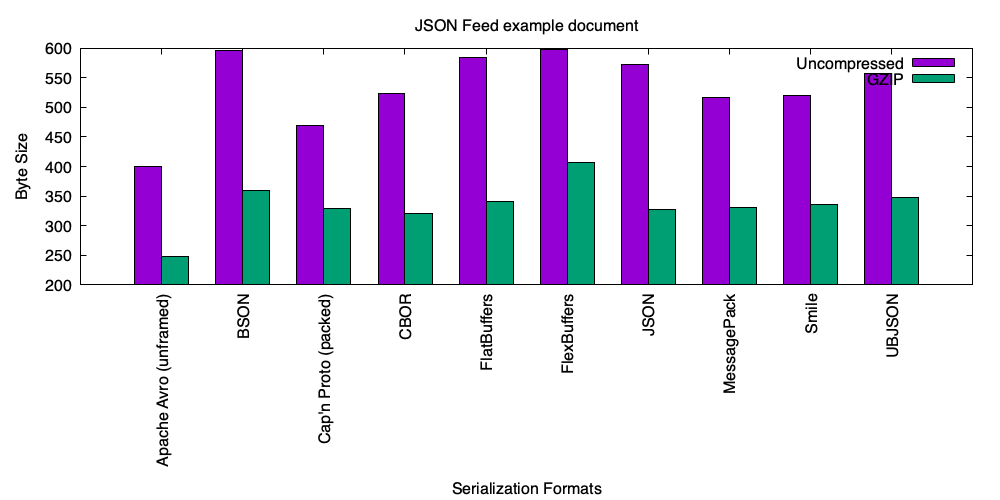 JSON Feed example document
600
550
500
450
400
350
300
250
200
Byte Size
Uncompressed
GZIP
Apache Avro (unframed)
BSON
Cap'n Proto (packed)
CBOR
FlatBuffers
FlexBuffers
JSON
MessagePack
Smile
UBJSON
Serialization Formats